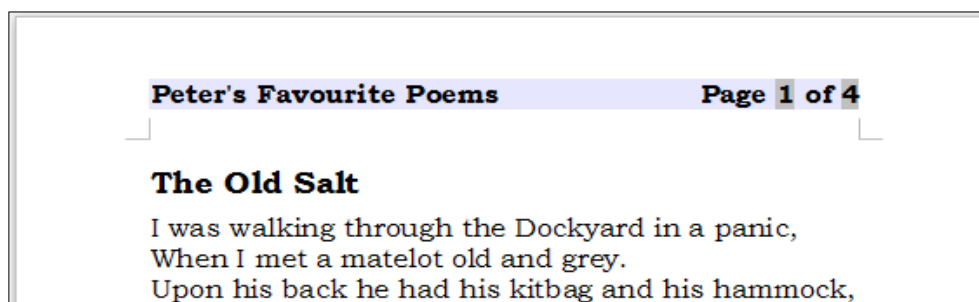 Peter's Favourite Poems Page 1 of 4
The Old Salt
I was walking through the Dockyard in a panic,
When I met a matelot old and grey.
Upon his back he had his kitbag and his hammock,